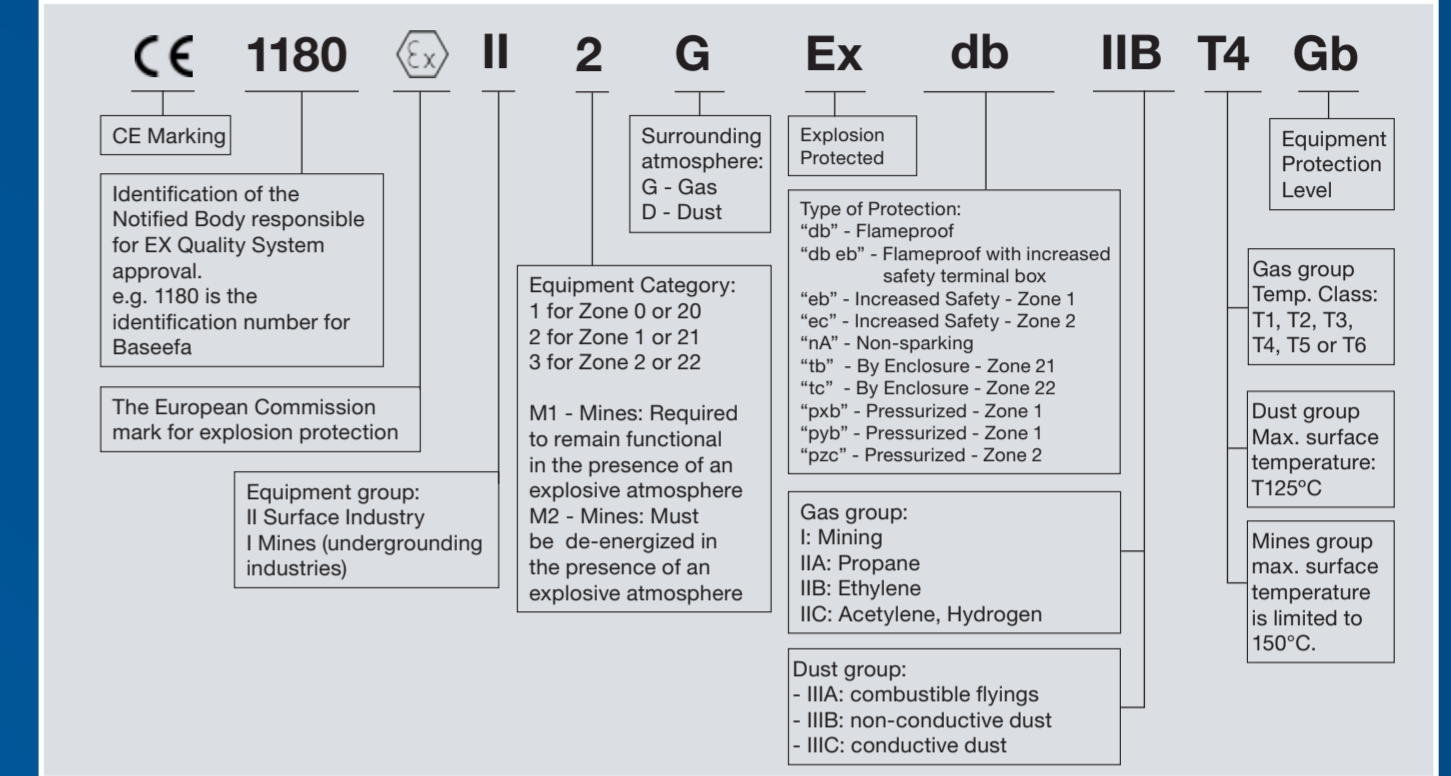 CE 1180 Ex II 2 G Ex db IIB T4 Gb
CE Marking
Identification of the
Notified Body responsible
for EX Quality System
approval.
e.g. 1180 is the
identification number for
Baseefa
The European Commission
mark for explosion protection
Equipment group:
II Surface Industry
I Mines (undergrounding
industries)
Equipment Category:
1 for Zone 0 or 20
2 for Zone 1 or 21
3 for Zone 2 or 22
M1 - Mines: Required
to remain functional
in the presence of an
explosive atmosphere
M2 - Mines: Must
be de-energized in
the presence of an
explosive atmosphere
Surrounding
atmosphere:
G - Gas
D - Dust
Explosion
Protected
Type of Protection:
“db” - Flameproof
“db eb” - Flameproof with increased
safety terminal box
“eb” - Increased Safety - Zone 1
“ec” - Increased Safety - Zone 2
“nA” - Non-sparking
“tb” - By Enclosure - Zone 21
“tc” - By Enclosure - Zone 22
“pxb” - Pressurized - Zone 1
“pyb” - Pressurized - Zone 1
“pzc” - Pressurized - Zone 2
Gas group:
I: Mining
IIA: Propane
IIB: Ethylene
IIC: Acetylene, Hydrogen
Dust group:
- IIIA: combustible flyings
- IIIB: non-conductive dust
- IIIC: conductive dust
Equipment
Protection
Level
Gas group
Temp. Class:
T1, T2, T3,
T4, T5 or T6
Dust group
Max. surface
temperature:
T125ºC
Mines group
max. surface
temperature
is limited to
150°C.